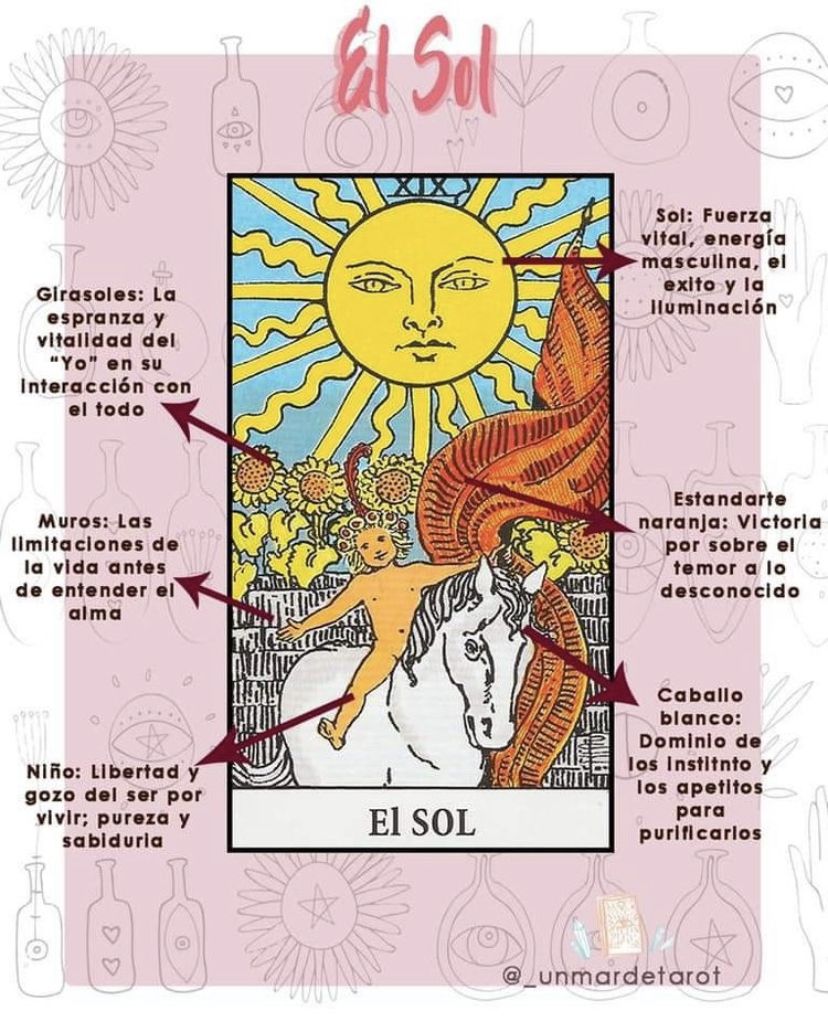 El Sol
XIX
Sol: Fuerza
vital, energía
masculina, el
exito y la
iluminación
Girasoles: La
espranza y
vitalidad del
"Yo" en su
interacción con
el todo
Estandarte
naranja: Victoria
por sobre el
temor a lo
desconocido
Muros: Las
limitaciones de
la vida antes
de entender el
alma
Caballo
blanco:
Dominio de
los institnto y
los apetitos
para
purificarlos
Niño: Libertad y
gozo del ser por
vivir; pureza y
sabiduria
El SOL
@_unmardetarot